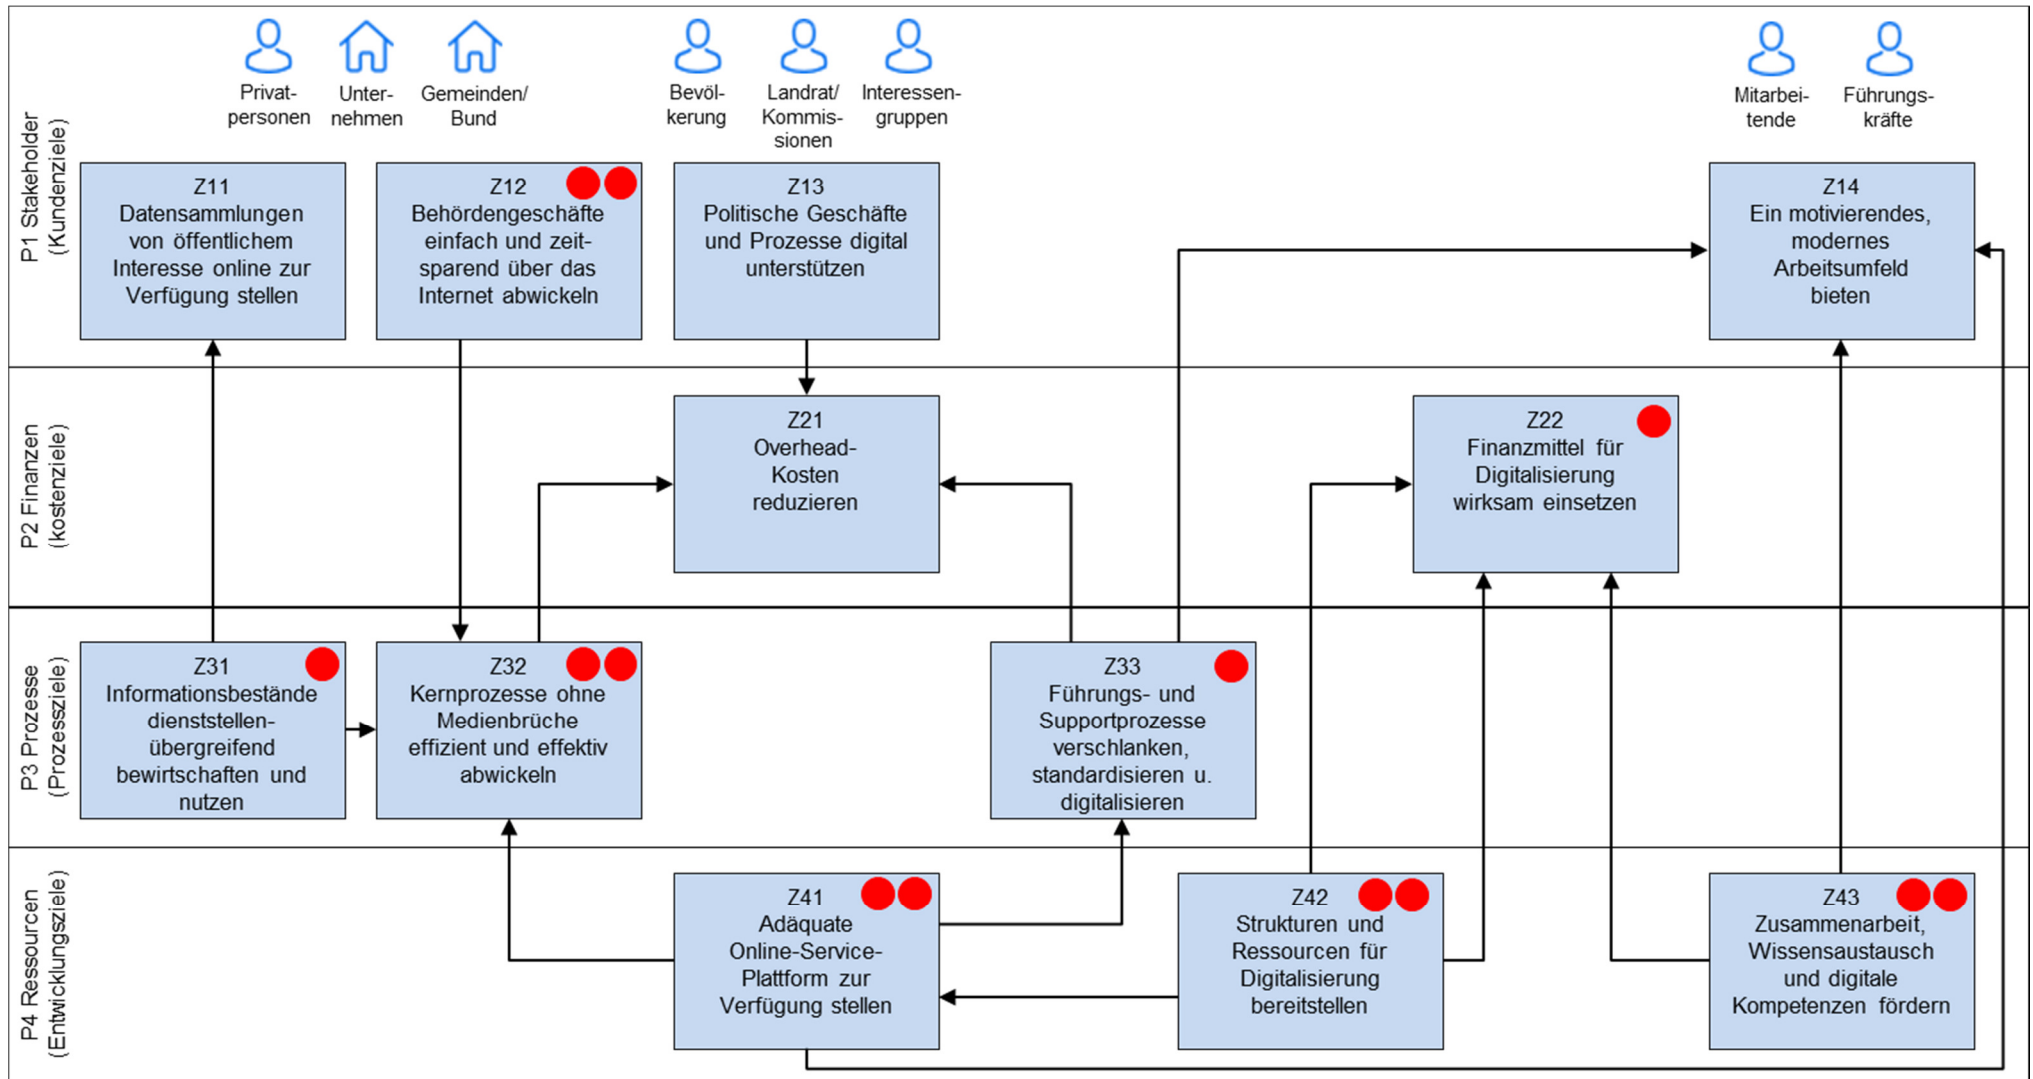 P1 Stakeholder
(Kundenziele)
Privat-
personen
Unter-
nehmen
Gemeinden/
Bund
Bevöl-
kerung
Landrat/
Kommis-
sionen
Interessen-
gruppen
Mitarbei-
tende
Führungs-
kräfte
Z11
Datensammlungen
von öffentlichem
Interesse online zur
Verfügung stellen
Z12
Behördengeschäfte
einfach und zeit-
sparend über das
Internet abwickeln
Z13
Politische Geschäfte
und Prozesse digital
unterstützen
Z14
Ein motivierendes,
modernes
Arbeitsumfeld
bieten
P2 Finanzen
(kostenziele)
Z21
Overhead-
Kosten
reduzieren
Z22
Finanzmittel für
Digitalisierung
wirksam einsetzen
P3 Prozesse
(Prozessziele)
Z31
Informationsbestände
dienststellen-
übergreifend
bewirtschaften und
nutzen
Z32
Kernprozesse ohne
Medienbrüche
effizient und effektiv
abwickeln
Z33
Führungs- und
Supportprozesse
verschlanken,
standardisieren u.
digitalisieren
P4 Ressourcen
(Entwicklungsziele)
Z41
Adäquate
Online-Service-
Plattform zur
Verfügung stellen
Z42
Strukturen und
Ressourcen für
Digitalisierung
bereitstellen
Z43
Zusammenarbeit,
Wissensaustausch
und digitale
Kompetenzen fördern